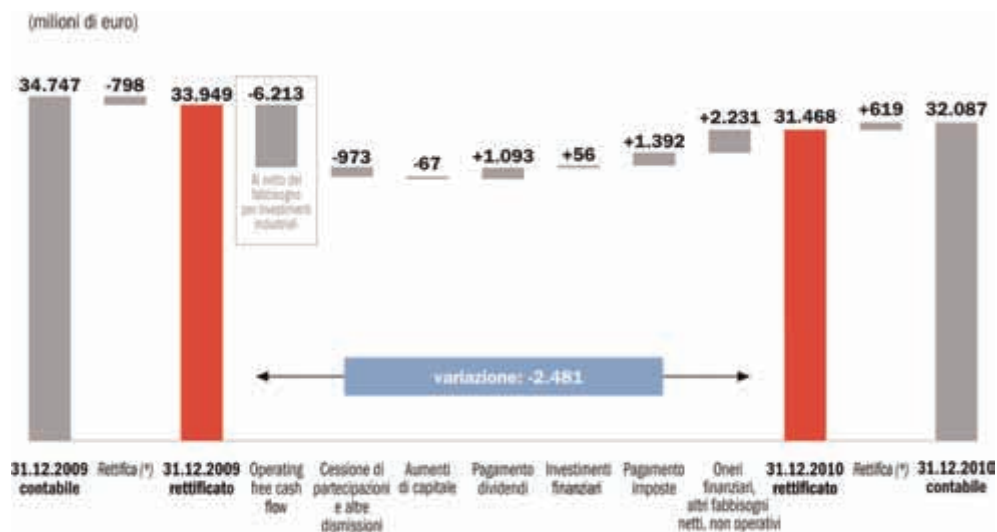 (milioni di euro)
34.747
-798
33.949
-6.213
-973
-67
+1.093
+56
+1.392
+2.231
31.468
+619
32.087
Al netto del
fabbisogno
per investimenti
industriali
variazione: -2.481
31.12.2009
contabile
Rettifica (*)
31.12.2009
rettificato
Operating
free cash
flow
Cessione di
partecipazioni
e altre
dismissioni
Aumenti
di capitale
Pagamento
dividendi
Investimenti
finanziari
Pagamento
imposte
Oneri
finanziari,
altri fabbisogni
netti, non operativi
31.12.2010
rettificato
Rettifica (*)
31.12.2010
contabile